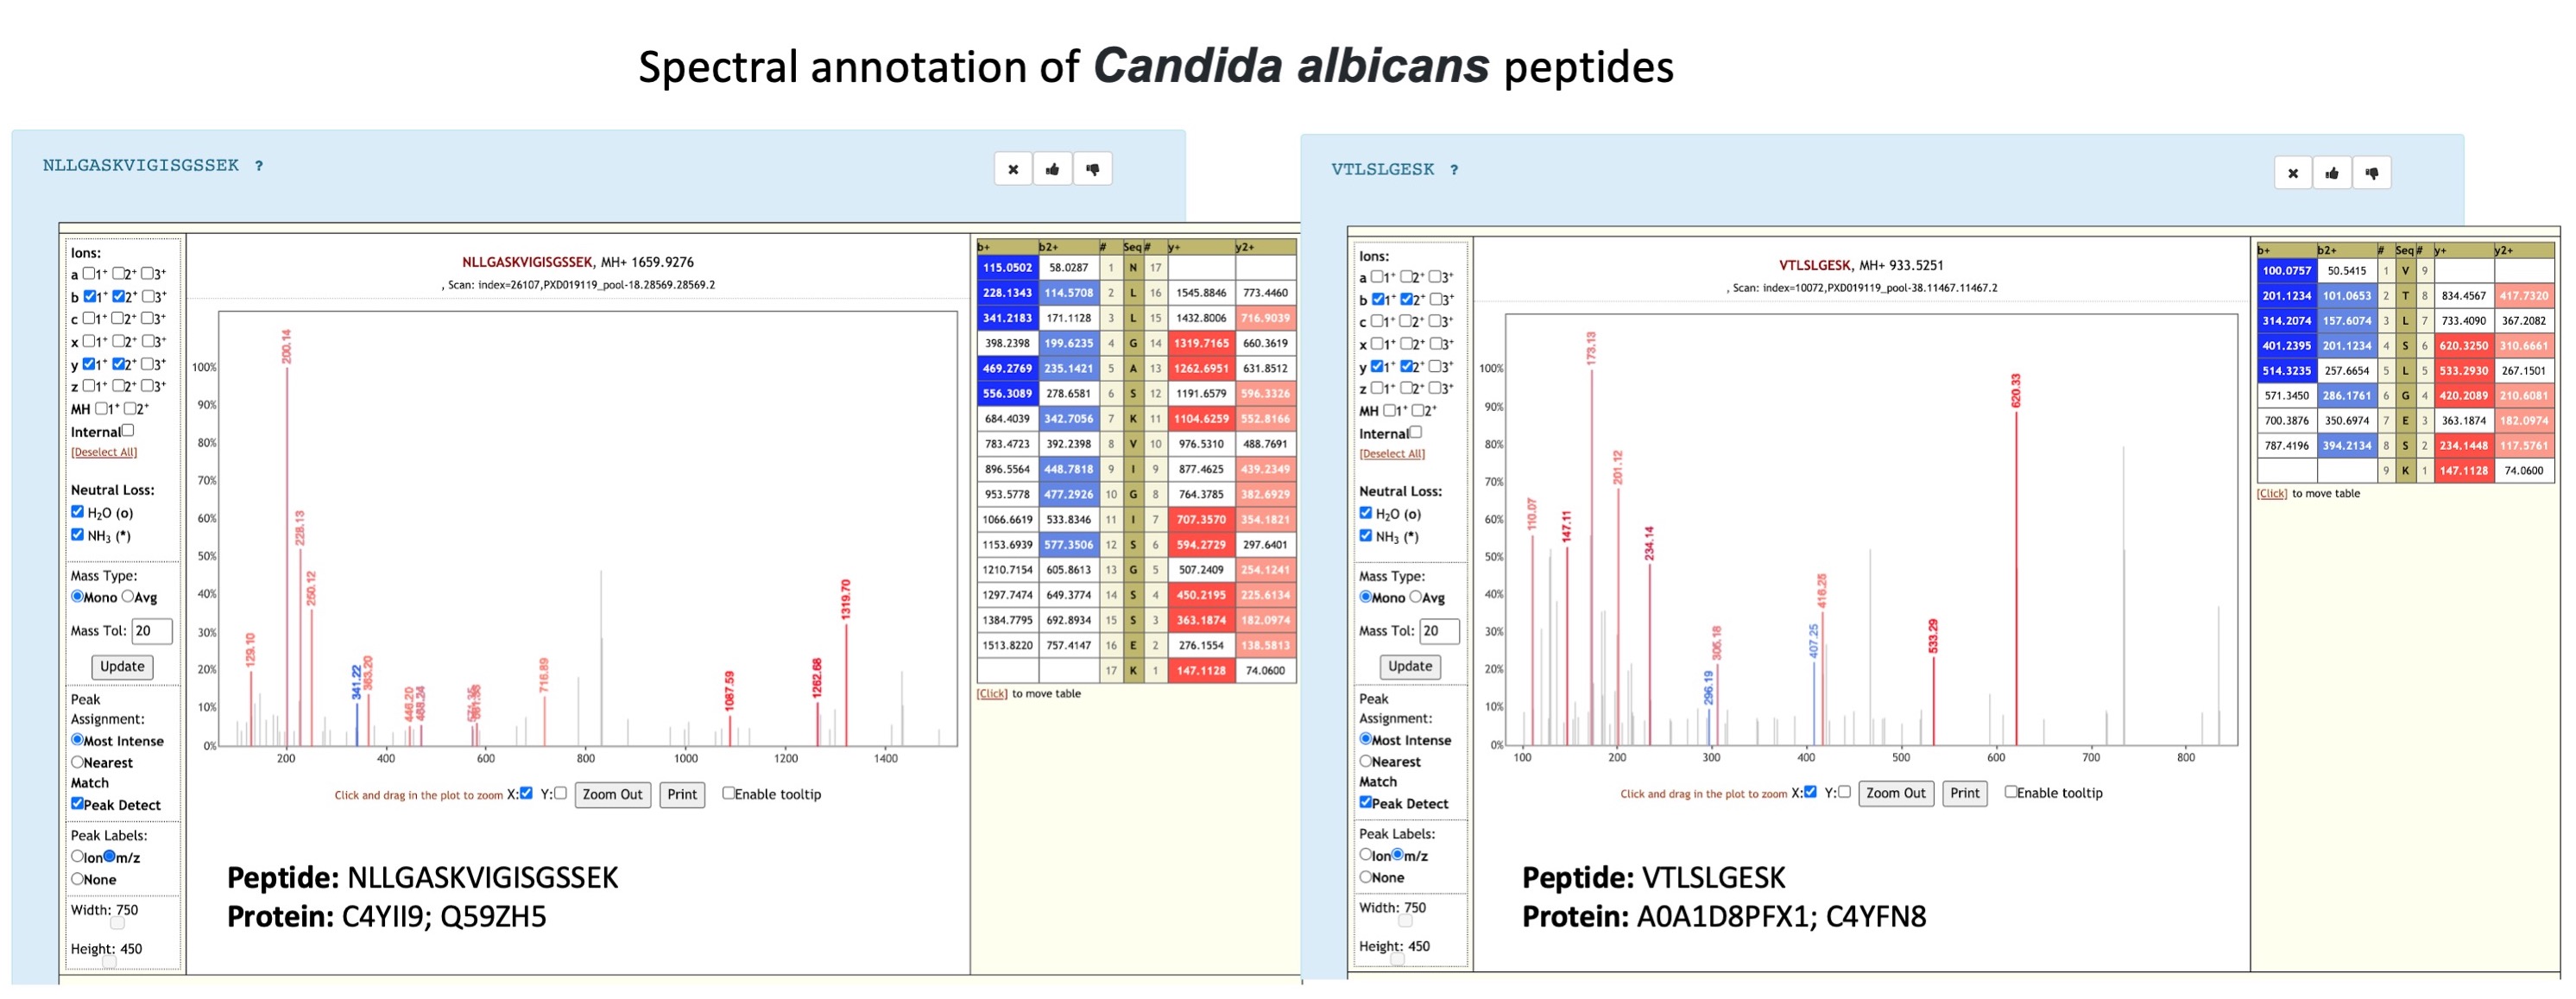 Spectral annotation of Candida albicans peptides
NLLGASKVIGISGSSEK ?
Ions:
a 1+ 2+ 3+
b 1+ 2+ 3+
c 1+ 2+ 3+
x 1+ 2+ 3+
y 1+ 2+ 3+
z 1+ 2+ 3+
MH 1+ 2+
Internal
[Deselect All]
Neutral Loss:
H2O (o)
NH3 (*)
Mass Type:
Mono Avg
Mass Tol: 20
Update
Peak
Assignment:
Most Intense
Nearest
Match
Peak Detect
Peak Labels:
Ion m/z
None
Width: 750
Height: 450
NLLGASKVIGISGSSEK, MH+ 1659.9276
, Scan: index=26107,PXD019119_pool-18.28569.28569.2
100%
90%
80%
70%
60%
50%
40%
30%
20%
10%
0%
129.10
200.14
228.13
250.12
341.22
363.20
446.20
468.24
716.89
1087.59
1262.68
1319.70
200 400 600 800 1000 1200 1400
Click and drag in the plot to zoom X: Y: Zoom Out Print Enable tooltip
b+ b2+ # Seq # y+ y2+
115.0502 58.0287 1 N 17
228.1343 114.5708 2 L 16 1545.8846 773.4460
341.2183 171.1128 3 L 15 1432.8006 716.9039
398.2398 199.6235 4 G 14 1319.7165 660.3619
469.2769 235.1421 5 A 13 1262.6951 631.8512
556.3089 278.6581 6 S 12 1191.6579 596.3326
684.4039 342.7056 7 K 11 1104.6259 552.8166
783.4723 392.2398 8 V 10 976.5310 488.7691
896.5564 448.7818 9 I 9 877.4625 439.2349
953.5778 477.2926 10 G 8 764.3785 382.6929
1066.6619 533.8346 11 I 7 707.3570 354.1821
1153.6939 577.3506 12 S 6 594.2729 297.6401
1210.7154 605.8613 13 G 5 507.2409 254.1241
1297.7474 649.3774 14 S 4 450.2195 225.6134
1384.7795 692.8934 15 S 3 363.1874 182.0974
1513.8220 757.4147 16 E 2 276.1554 138.5813
17 K 1 147.1128 74.0600
[Click] to move table
Peptide: NLLGASKVIGISGSSEK
Protein: C4YII9; Q59ZH5
VTLSLGESK ?
Ions:
a 1+ 2+ 3+
b 1+ 2+ 3+
c 1+ 2+ 3+
x 1+ 2+ 3+
y 1+ 2+ 3+
z 1+ 2+ 3+
MH 1+ 2+
Internal
[Deselect All]
Neutral Loss:
H2O (o)
NH3 (*)
Mass Type:
Mono Avg
Mass Tol: 20
Update
Peak
Assignment:
Most Intense
Nearest
Match
Peak Detect
Peak Labels:
Ion m/z
None
Width: 750
Height: 450
VTLSLGESK, MH+ 933.5251
, Scan: index=10072,PXD019119_pool-38.11467.11467.2
100%
90%
80%
70%
60%
50%
40%
30%
20%
10%
0%
110.07
147.11
173.13
201.12
234.14
296.19
306.18
407.25
416.25
533.29
620.33
100 200 300 400 500 600 700 800
Click and drag in the plot to zoom X: Y: Zoom Out Print Enable tooltip
b+ b2+ # Seq # y+ y2+
100.0757 50.5415 1 V 9
201.1234 101.0653 2 T 8 834.4567 417.7320
314.2074 157.6074 3 L 7 733.4090 367.2082
401.2395 201.1234 4 S 6 620.3250 310.6661
514.3235 257.6654 5 L 5 533.2930 267.1501
571.3450 286.1761 6 G 4 420.2089 210.6081
700.3876 350.6974 7 E 3 363.1874 182.0974
787.4196 394.2134 8 S 2 234.1448 117.5761
9 K 1 147.1128 74.0600
[Click] to move table
Peptide: VTLSLGESK
Protein: A0A1D8PFX1; C4YFN8